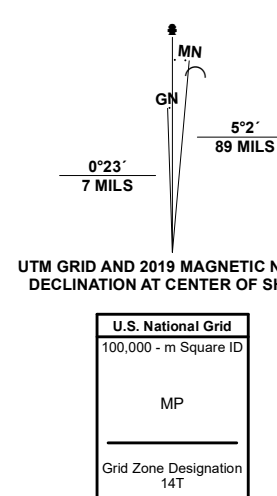 MN
GN
5°2´
89 MILS
0°23´
7 MILS
UTM GRID AND 2019 MAGNETIC N
DECLINATION AT CENTER OF SH
U.S. National Grid
100,000 - m Square ID
MP
Grid Zone Designation
14T